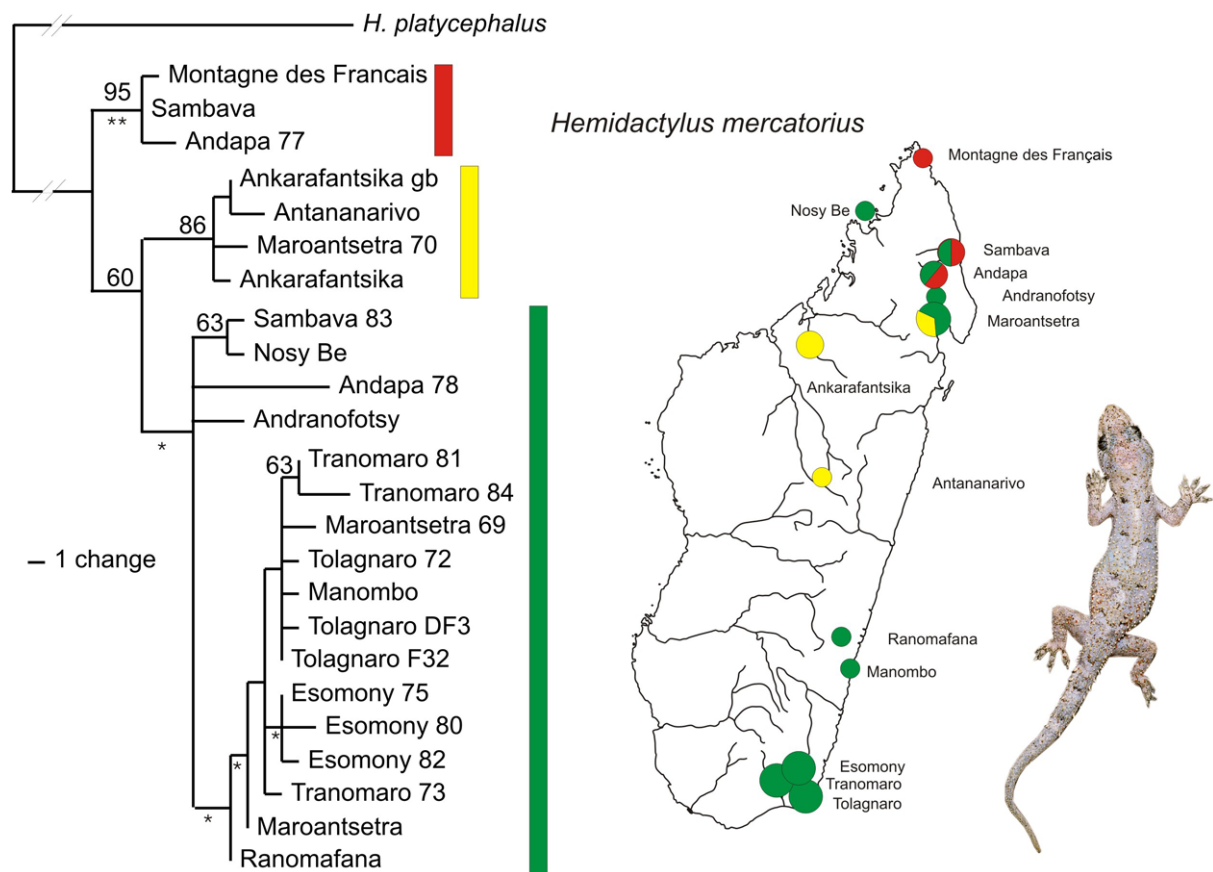 H. platycephalus
95
**
Montagne des Francais
Sambava
Andapa 77
60
86
Ankarafantsika gb
Antananarivo
Maroantsetra 70
Ankarafantsika
*
63
Sambava 83
Nosy Be
Andapa 78
Andranofotsy
63
Tranomaro 81
Tranomaro 84
Maroantsetra 69
Tolagnaro 72
Manombo
Tolagnaro DF3
Tolagnaro F32
Esomony 75
*
Esomony 80
Esomony 82
*
Tranomaro 73
*
Maroantsetra
Ranomafana
1 change
Hemidactylus mercatorius
Montagne des Français
Nosy Be
Sambava
Andapa
Andranofotsy
Maroantsetra
Ankarafantsika
Antananarivo
Ranomafana
Manombo
Esomony
Tranomaro
Tolagnaro